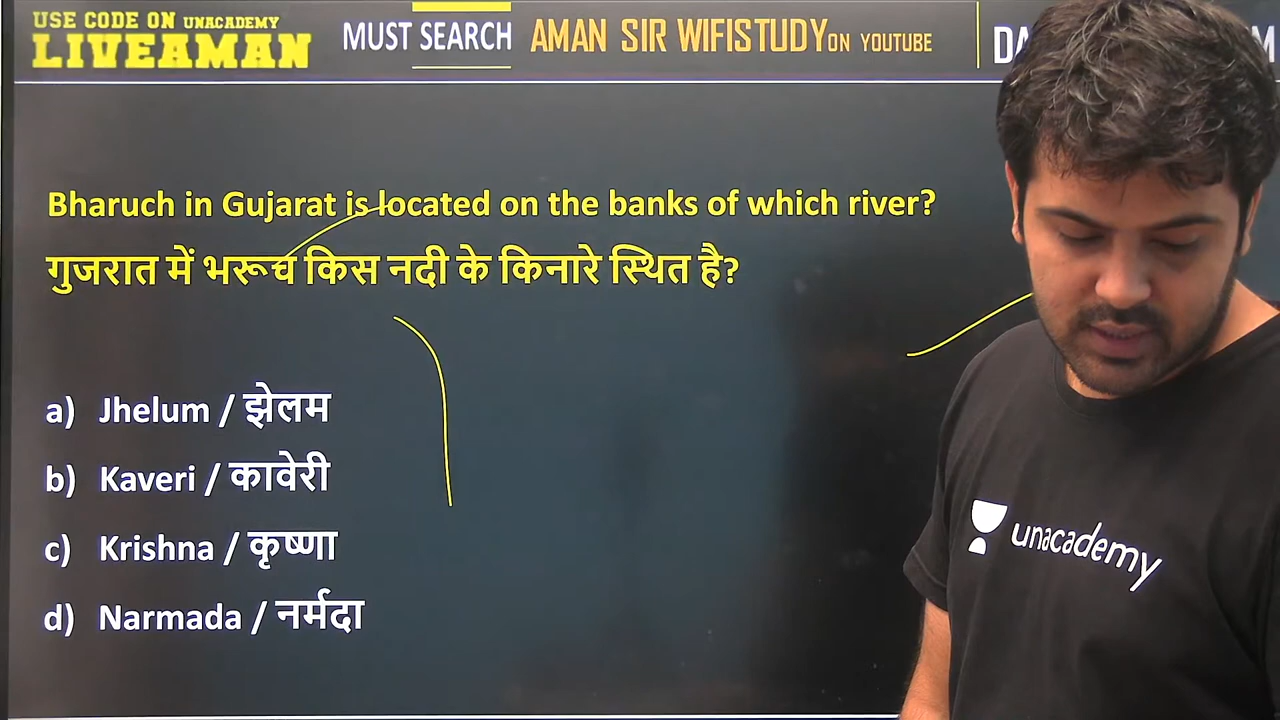 USE CODE ON UNACADEMY
LIVEAMAN
MUST SEARCH AMAN SIR WIFISTUDY ON YOUTUBE
Bharuch in Gujarat is located on the banks of which river?
गुजरात में भरूच किस नदी के किनारे स्थित है?
a) Jhelum / झेलम
b) Kaveri / कावेरी
c) Krishna / कृष्णा
d) Narmada / नर्मदा
unacademy